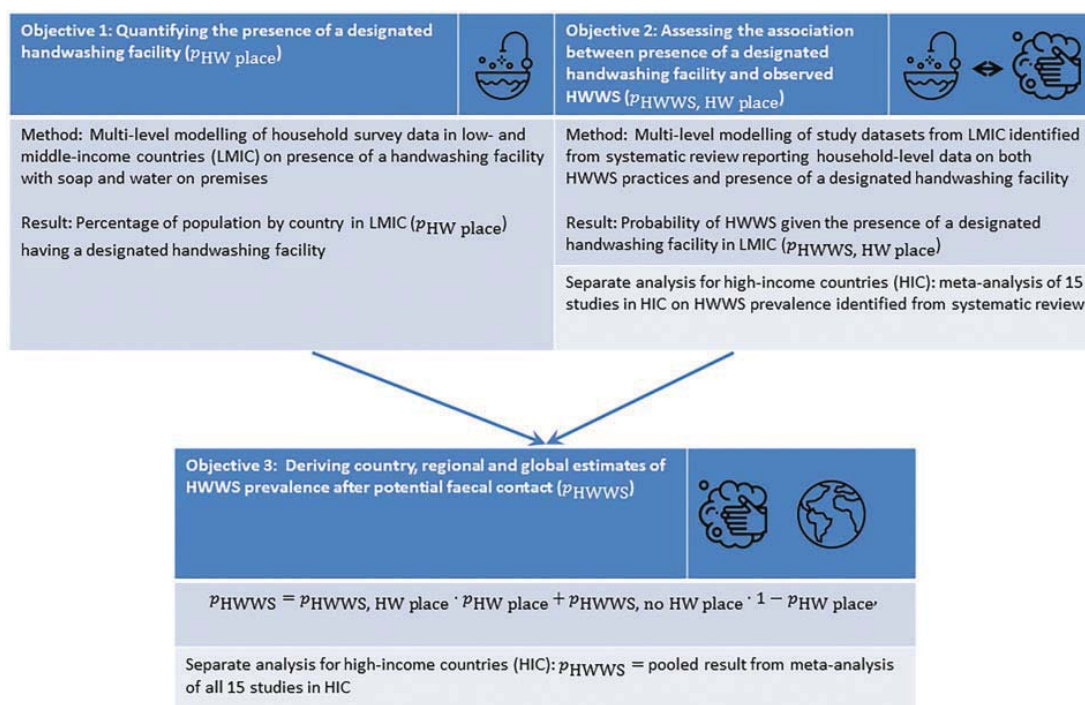 Objective 1: Quantifying the presence of a designated
handwashing facility (pHW place)
Method: Multi-level modelling of household survey data in low- and
middle-income countries (LMIC) on presence of a handwashing facility
with soap and water on premises
Result: Percentage of population by country in LMIC (pHW place)
having a designated handwashing facility
Objective 2: Assessing the association
between presence of a designated
handwashing facility and observed
HWWS (pHWWS, HW place)
Method: Multi-level modelling of study datasets from LMIC identified
from systematic review reporting household-level data on both
HWWS practices and presence of a designated handwashing facility
Result: Probability of HWWS given the presence of a designated
handwashing facility in LMIC (pHWWS, HW place)
Separate analysis for high-income countries (HIC): meta-analysis of 15
studies in HIC on HWWS prevalence identified from systematic review
Objective 3: Deriving country, regional and global estimates of
HWWS prevalence after potential faecal contact (pHWWS)
pHWWS = pHWWS, HW place · pHW place + pHWWS, no HW place · 1 − pHW place,
Separate analysis for high-income countries (HIC): pHWWS = pooled result from meta-analysis
of all 15 studies in HIC